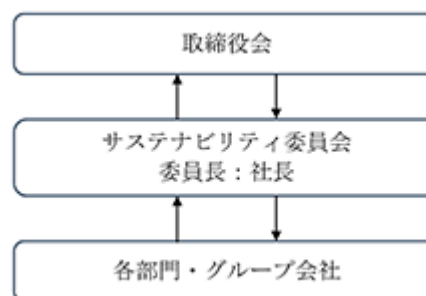 取締役会
サステナビリティ委員会
委員長：社長
各部門・グループ会社